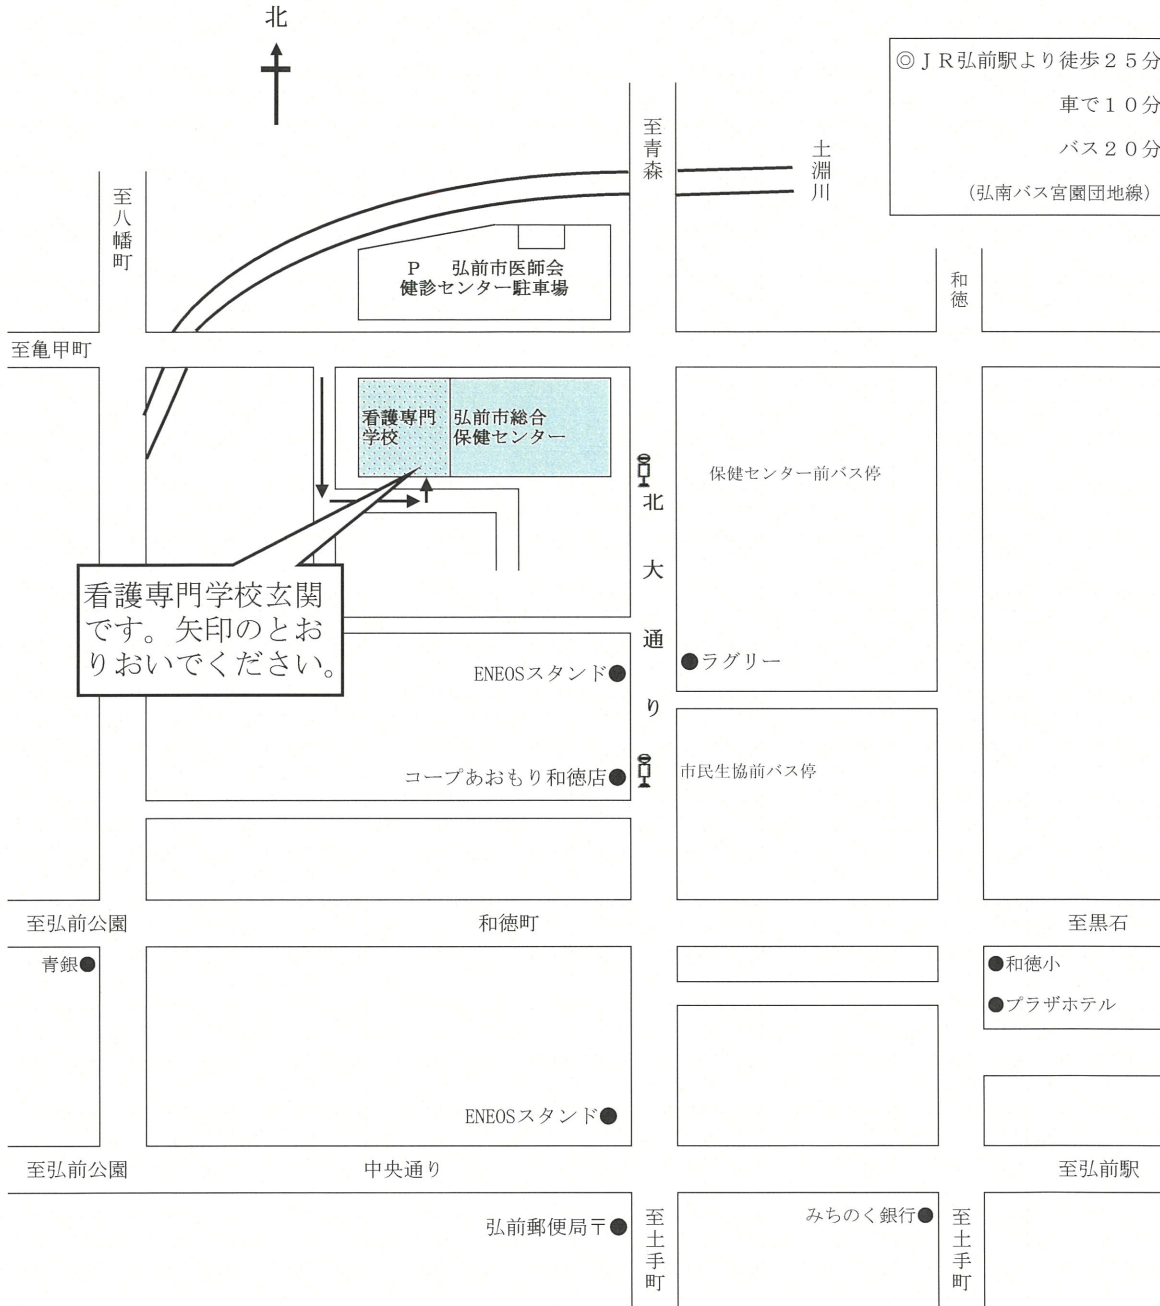 北
◎ＪＲ弘前駅より徒歩２５分
車で１０分
バス２０分
（弘南バス宮園団地線）
至青森
土淵川
至八幡町
和徳
P 弘前市医師会
健診センター駐車場
至亀甲町
看護専門
学校
弘前市総合
保健センター
保健センター前バス停
北大通り
看護専門学校玄関
です。矢印のとお
りおいでください。
ENEOSスタンド
ラグリー
コープあおもり和徳店
市民生協前バス停
至弘前公園
和徳町
至黒石
青銀
和徳小
プラザホテル
ENEOSスタンド
至弘前公園
中央通り
至弘前駅
弘前郵便局〒
至土手町
みちのく銀行
至土手町